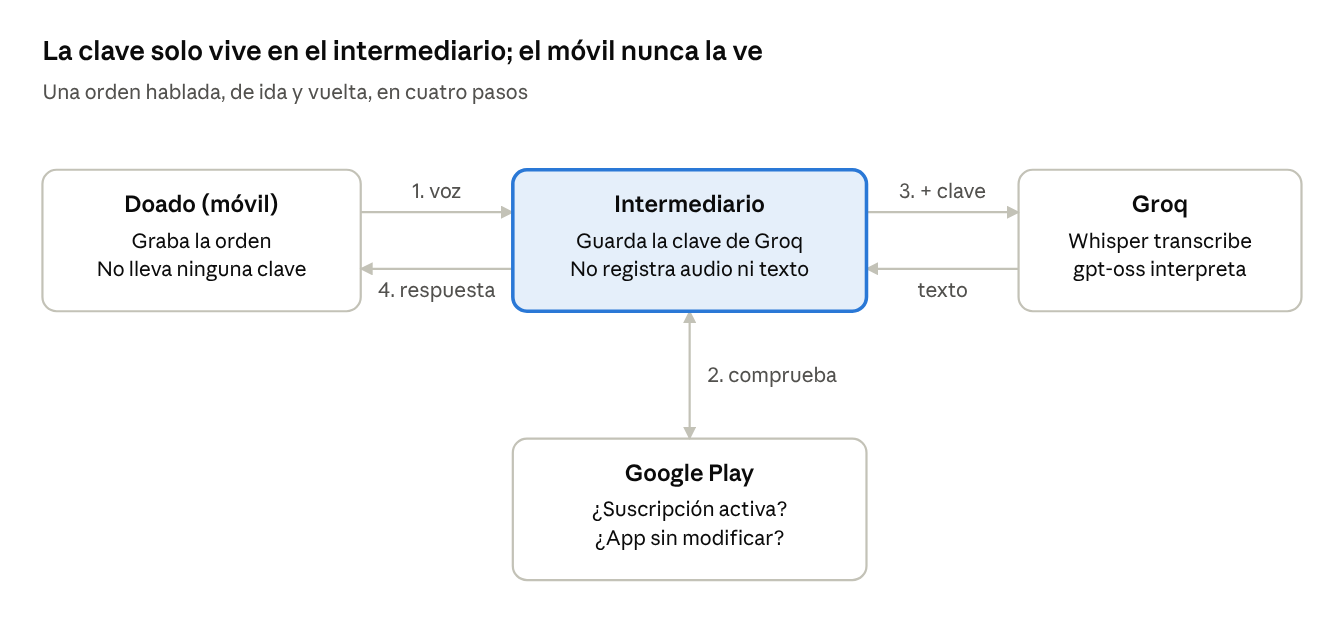 La clave solo vive en el intermediario; el móvil nunca la ve
Una orden hablada, de ida y vuelta, en cuatro pasos
Doado (móvil)
Graba la orden
No lleva ninguna clave
1. voz
4. respuesta
Intermediario
Guarda la clave de Groq
No registra audio ni texto
3. + clave
texto
Groq
Whisper transcribe
gpt-oss interpreta
2. comprueba
Google Play
¿Suscripción activa?
¿App sin modificar?